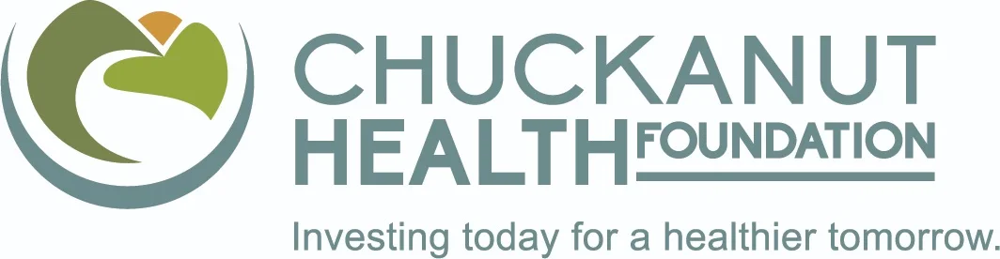 CHUCKANUT
HEALTH FOUNDATION
Investing today for a healthier tomorrow.